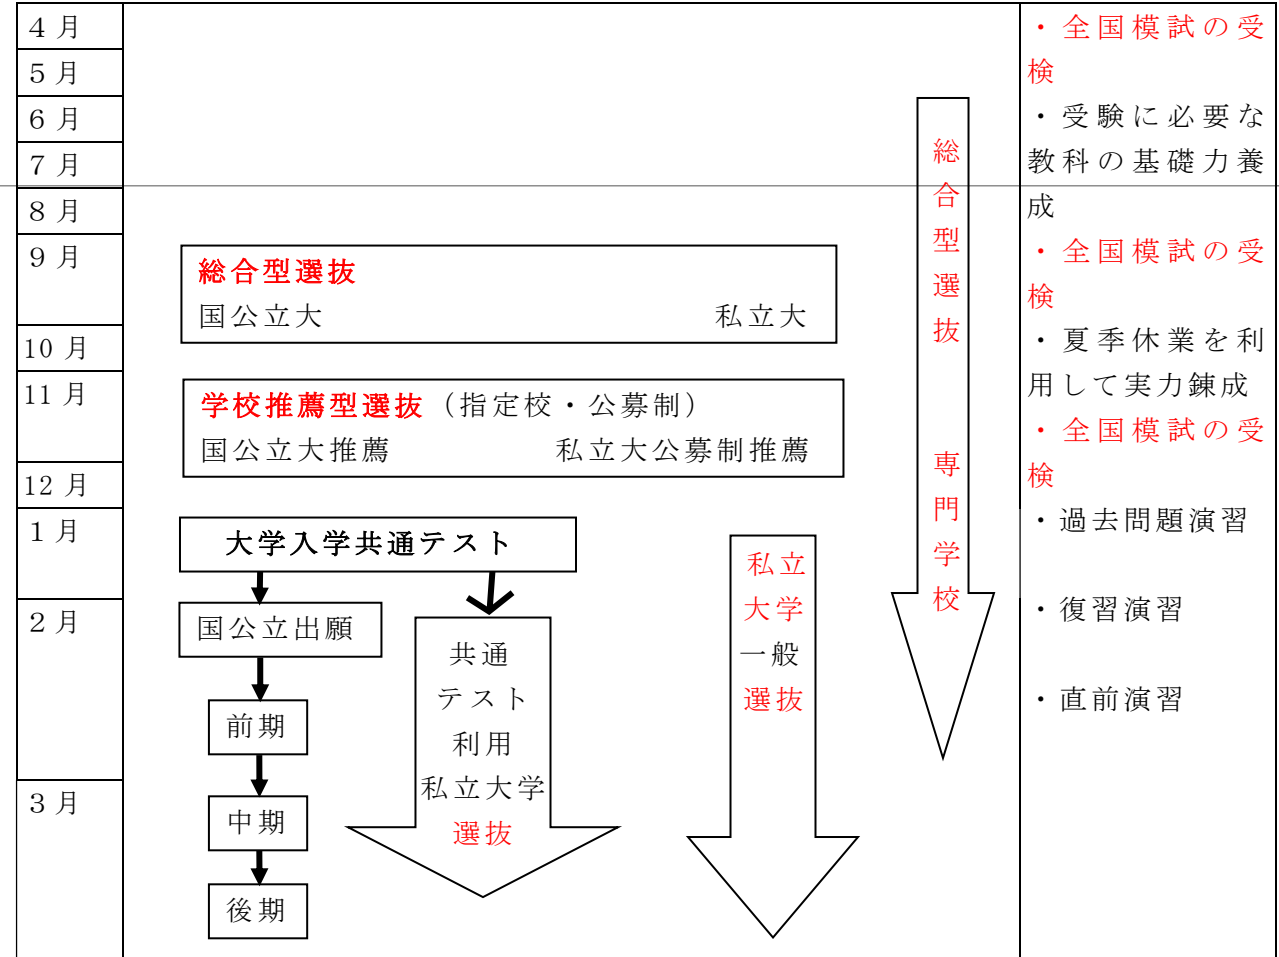 ４月
５月
６月
７月
８月
９月
10 月
11 月
12 月
１月
２月
３月
総合型選抜
国公立大　私立大
学校推薦型選抜（指定校・公募制）
国公立大推薦　私立大公募制推薦
大学入学共通テスト
国公立出願
前期
中期
後期
共通
テスト
利用
私立大学
選抜
私立
大学
一般
選抜
総合型選抜　専門学校
・全国模試の受
検
・受験に必要な
教科の基礎力養
成
・全国模試の受
検
・夏季休業を利
用して実力錬成
・全国模試の受
検
・過去問題演習
・復習演習
・直前演習